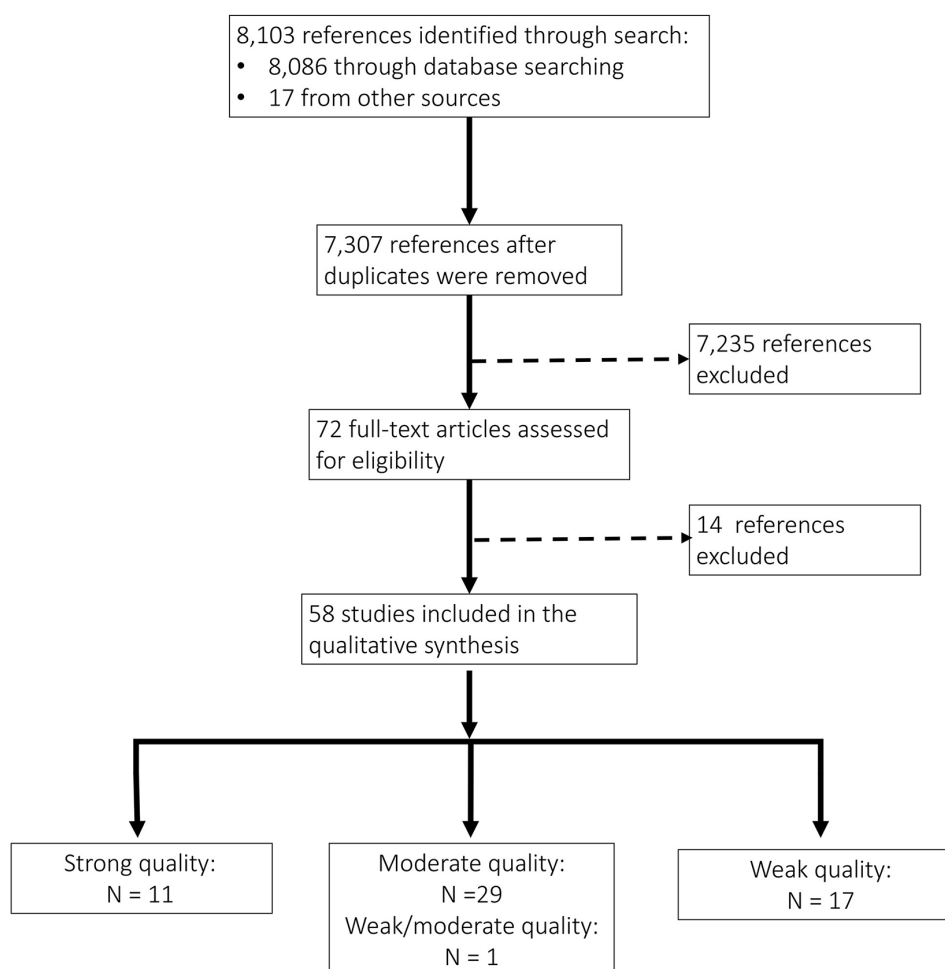 8,103 references identified through search:
• 8,086 through database searching
• 17 from other sources
7,307 references after
duplicates were removed
7,235 references
excluded
72 full-text articles assessed
for eligibility
14 references
excluded
58 studies included in the
qualitative synthesis
Strong quality:
N = 11
Moderate quality:
N =29
Weak/moderate quality:
N = 1
Weak quality:
N = 17